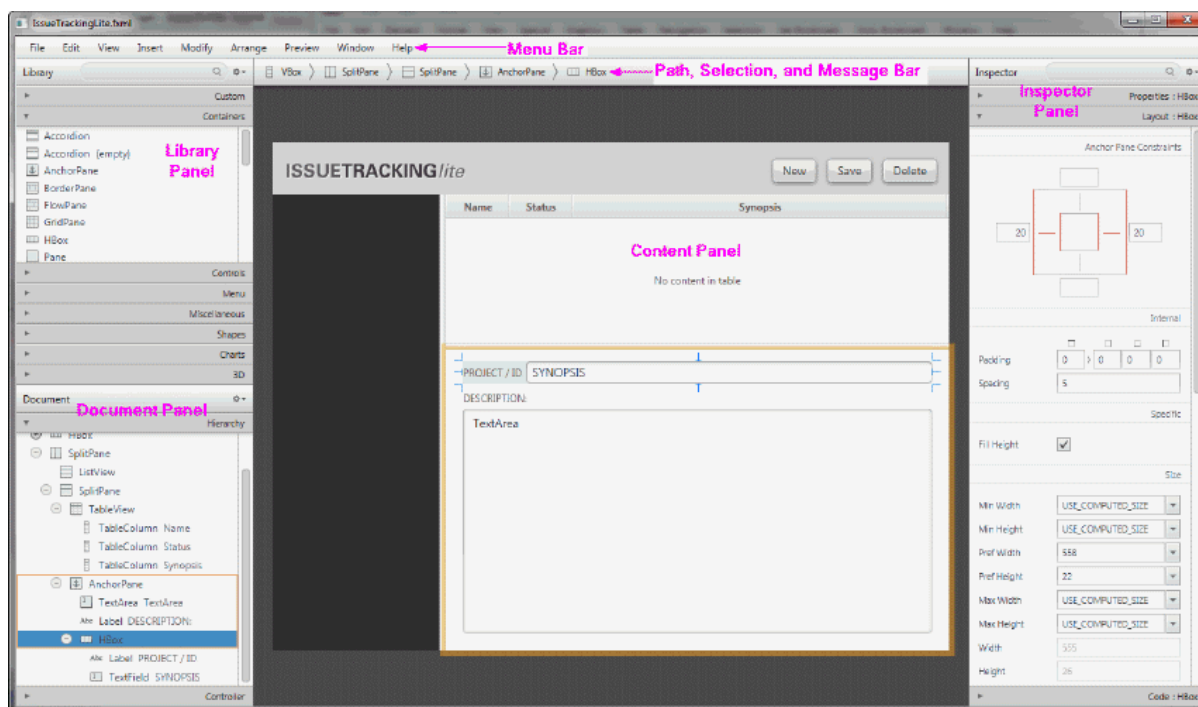 IssueTrackingLite.fxml
File Edit View Insert Modify Arrange Preview Window Help
Menu Bar
Library
VBox SplitPane SplitPane AnchorPane HBox
Path, Selection, and Message Bar
Inspector
Custom
Containers
Accordion
Accordion (empty)
AnchorPane
BorderPane
FlowPane
GridPane
HBox
Pane
Library
Panel
Controls
Menu
Miscellaneous
Shapes
Charts
3D
Document
Document Panel
Hierarchy
HBox
SplitPane
ListView
SplitPane
TableView
TableColumn Name
TableColumn Status
TableColumn Synopsis
AnchorPane
TextArea TextArea
Abc Label DESCRIPTION:
HBox
Abc Label PROJECT / ID
TextField SYNOPSIS
Controller
ISSUETRACKINGlite
New Save Delete
Name Status Synopsis
Content Panel
No content in table
PROJECT / ID SYNOPSIS
DESCRIPTION:
TextArea
Inspector
Panel
Properties : HBox
Layout : HBox
Anchor Pane Constraints
20 20
Internal
Padding 0 0 0 0
Spacing 5
Specific
Fill Height
Size
Min Width USE_COMPUTED_SIZE
Min Height USE_COMPUTED_SIZE
Pref Width 558
Pref Height 22
Max Width USE_COMPUTED_SIZE
Max Height USE_COMPUTED_SIZE
Width 555
Height 26
Code : HBox